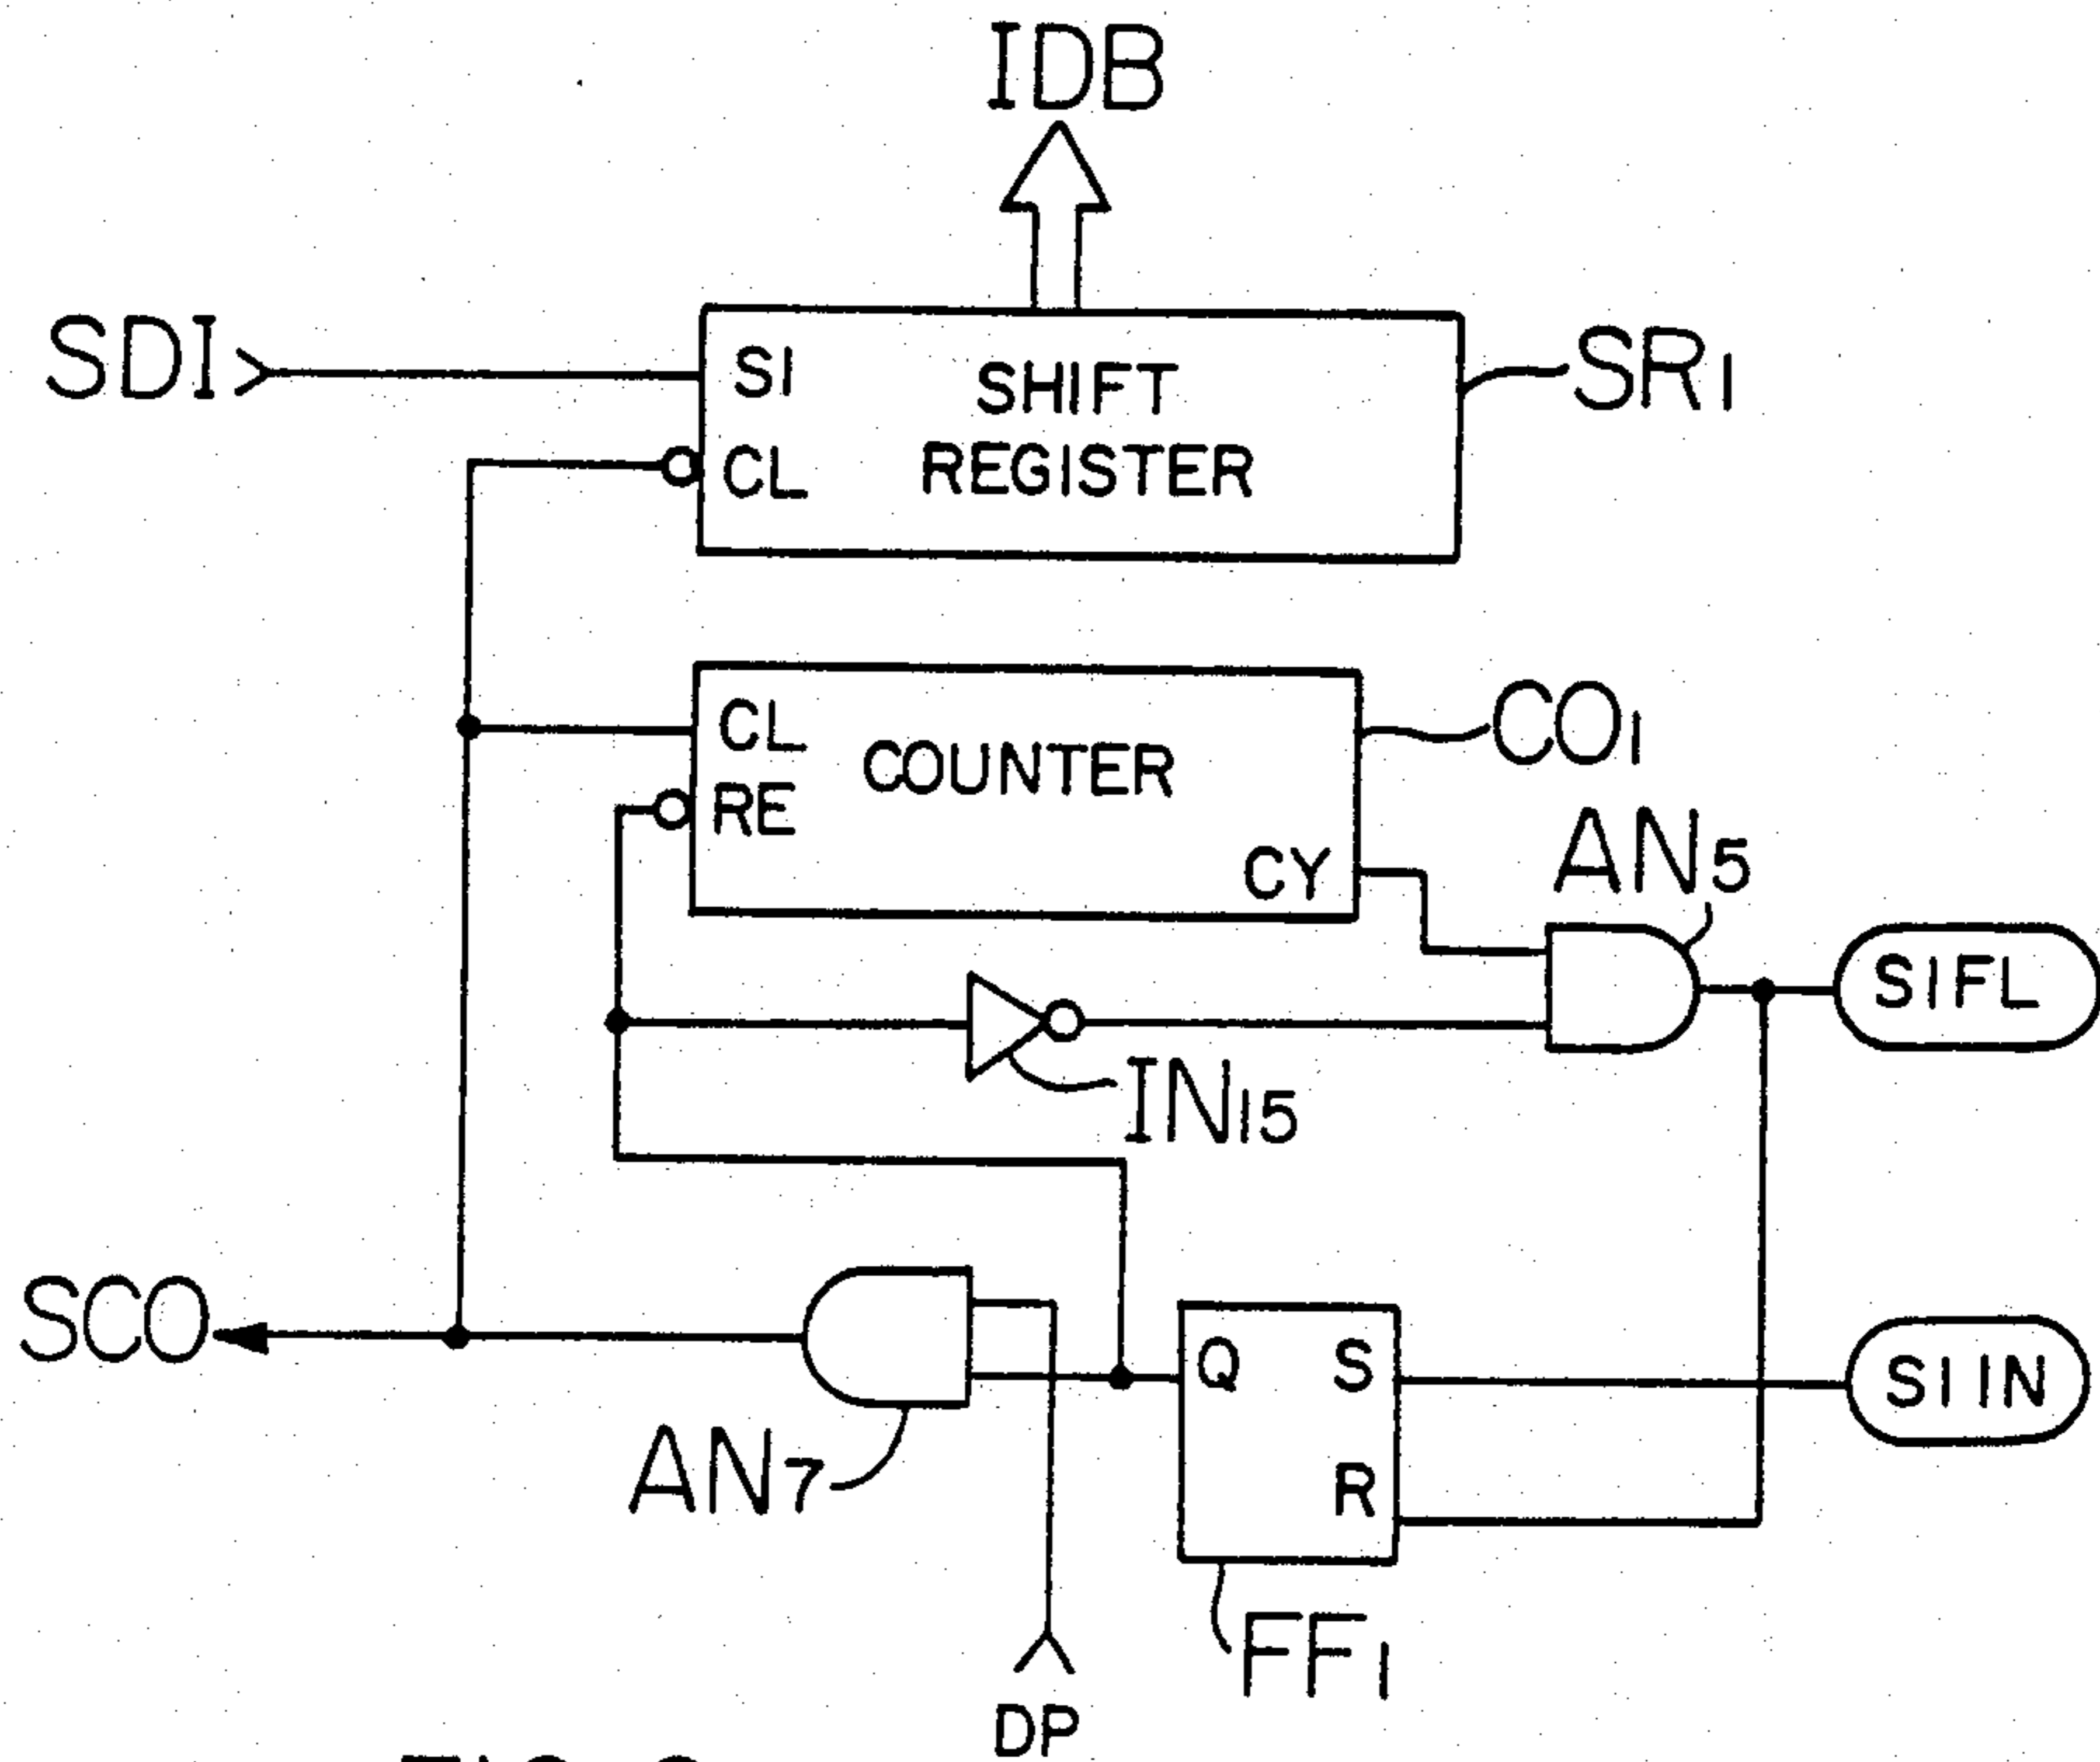 IDB
SDI
SI
SHIFT
REGISTER
CL
SR1
CL
COUNTER
RE
CY
CO1
AN5
SIFL
IN15
SCO
AN7
Q
S
R
SIIN
FF1
DP